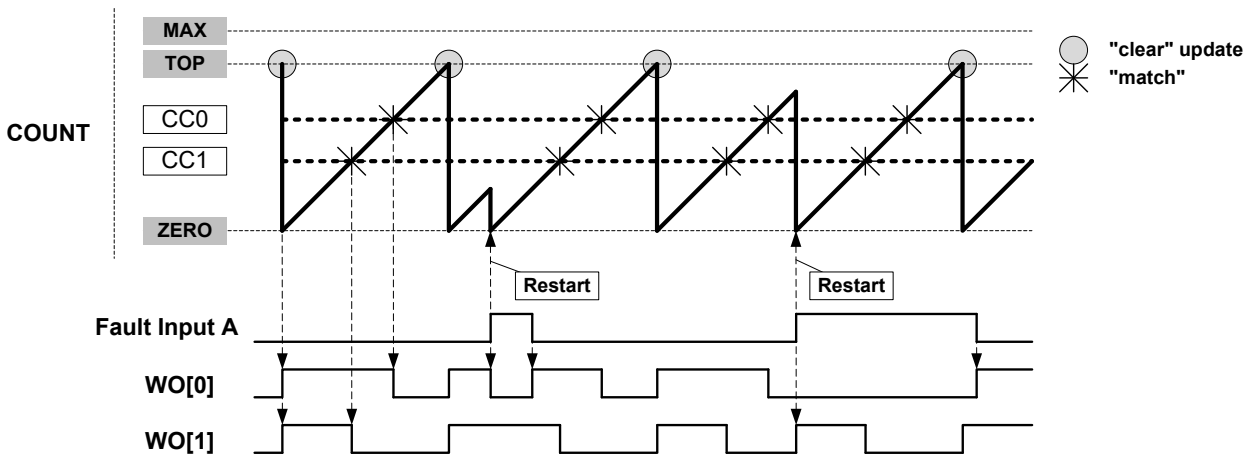 MAX
TOP
"clear" update
"match"
CC0
COUNT
CC1
ZERO
Restart
Restart
Fault Input A
WO[0]
WO[1]